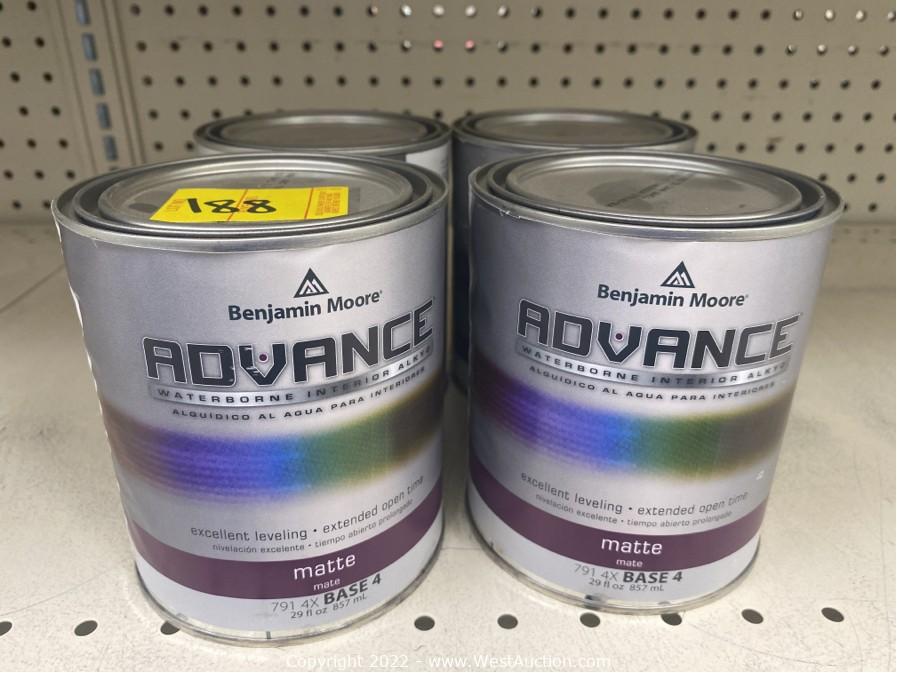 188
Benjamin Moore®
ADVANCE
WATERBORNE INTERIOR ALKYD
ALQUÍDICO AL AGUA PARA INTERIORES
excellent leveling • extended open time
nivelación excelente • tiempo abierto prolongado
matte
mate
791 4X BASE 4
29 fl oz 857 mL
Benjamin Moore®
ADVANCE
WATERBORNE INTERIOR ALKYD
ALQUÍDICO AL AGUA PARA INTERIORES
excellent leveling • extended open time
nivelación excelente • tiempo abierto prolongado
matte
mate
791 4X BASE 4
29 fl oz 857 mL
Copyright 2022 - www.WestAuction.com